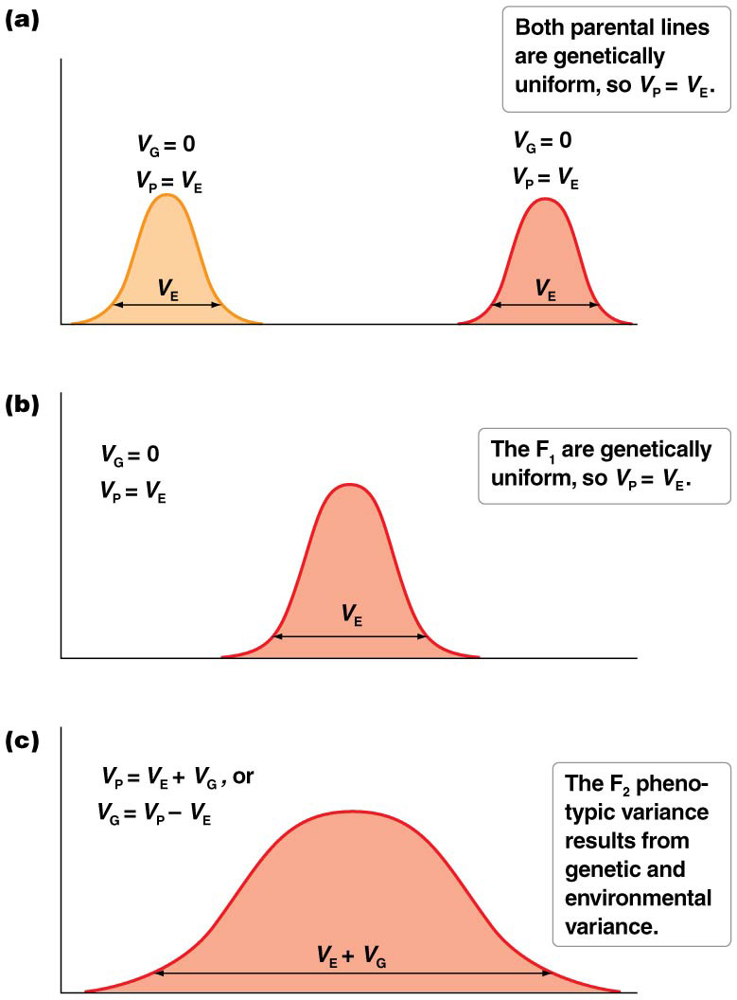 (a)
Both parental lines
are genetically
uniform, so VP = VE.
VG = 0
VP = VE
VG = 0
VP = VE
VE
VE
(b)
VG = 0
VP = VE
The F1 are genetically
uniform, so VP = VE.
VE
(c)
VP = VE + VG , or
VG = VP – VE
The F2 pheno-
typic variance
results from
genetic and
environmental
variance.
VE + VG